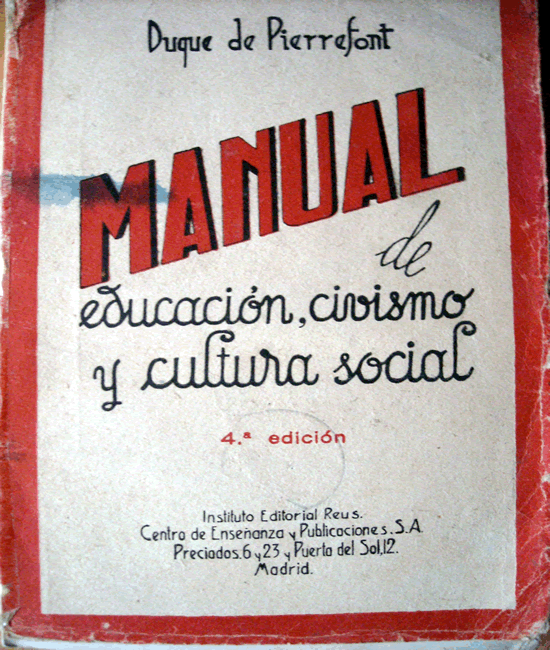 Duque de Pierrefont
MANUAL
de
educación, civismo
y cultura social
4.ª edición
Instituto Editorial Reus.
Centro de Enseñanza y Publicaciones. S.A.
Preciados. 6 y 23 y Puerta del Sol, 12.
Madrid.